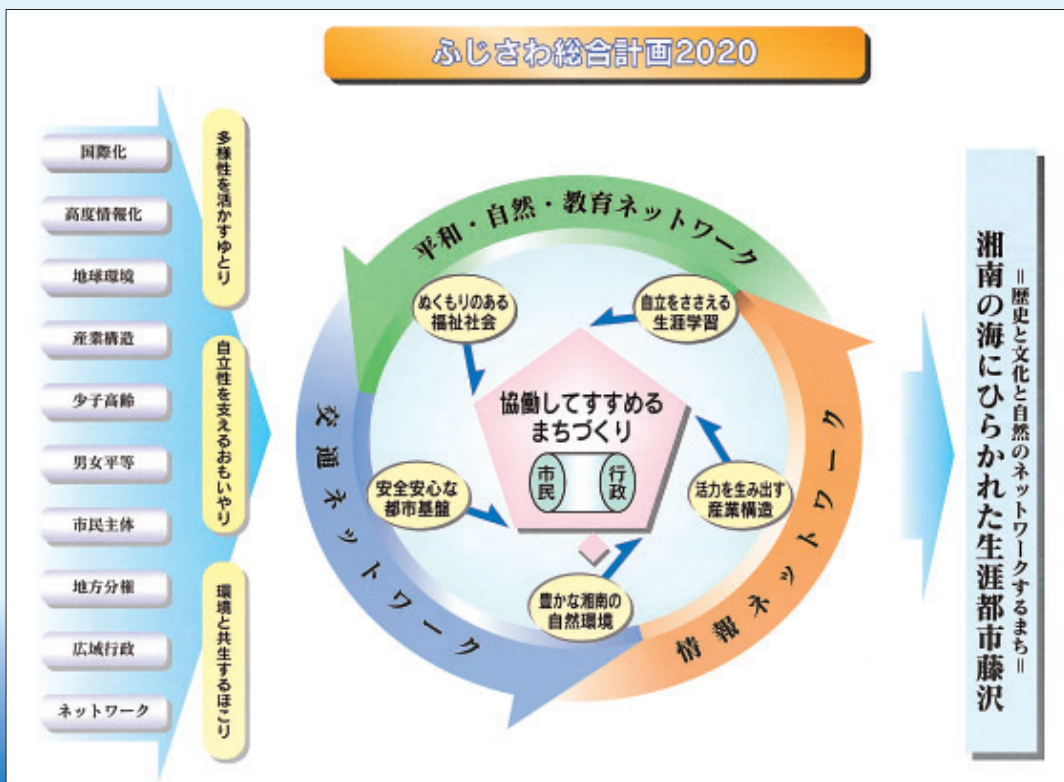 ふじさわ総合計画2020
国際化
高度情報化
地球環境
産業構造
少子高齢
男女平等
市民主体
地方分権
広域行政
ネットワーク
多様性を活かすゆとり
自立性を支えるおもいやり
環境と共生するほこり
平和・自然・教育ネットワーク
交通ネットワーク
情報ネットワーク
ぬくもりのある
福祉社会
自立をささえる
生涯学習
協働してすすめる
まちづくり
市民
行政
安全安心な
都市基盤
活力を生み出す
産業構造
豊かな湘南の
自然環境
=歴史と文化と自然のネットワークするまち=
湘南の海にひらかれた生涯都市藤沢